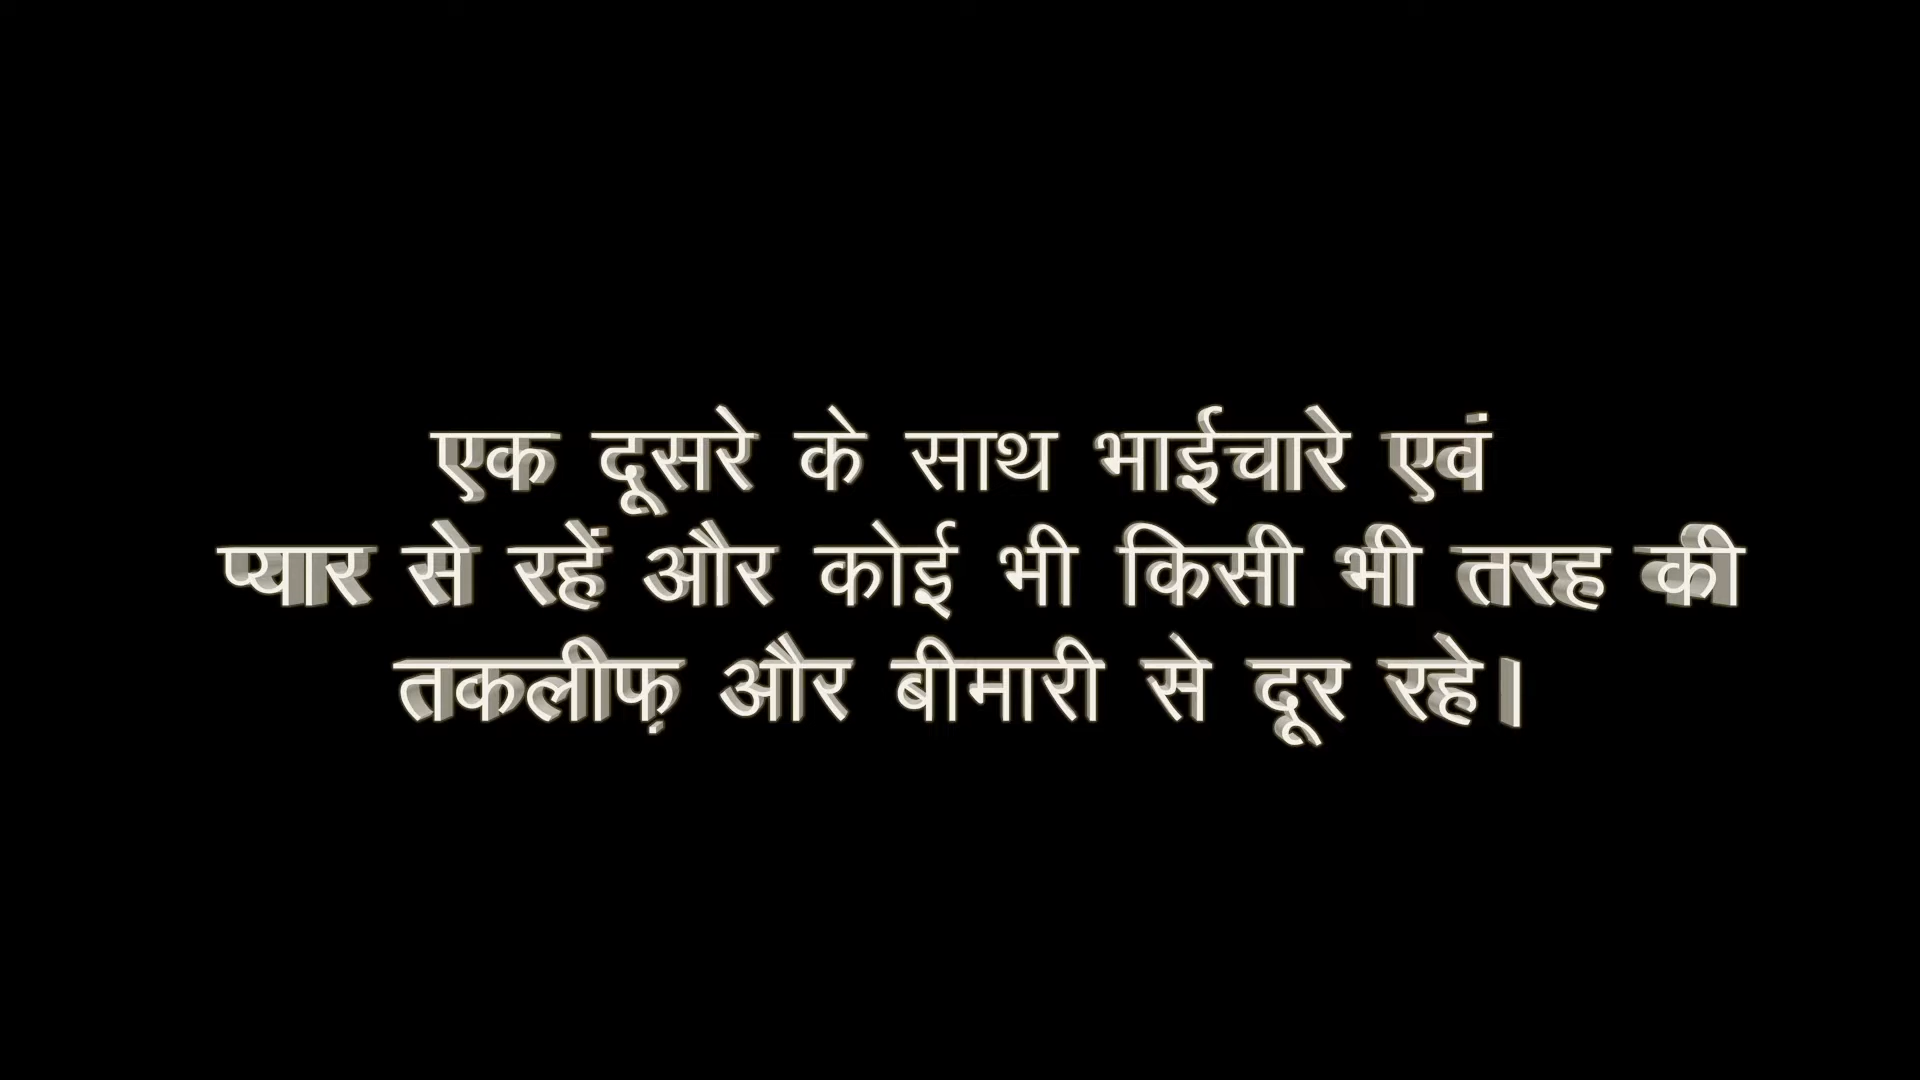 एक दूसरे के साथ भाईचारे एवं
प्यार से रहें और कोई भी किसी भी तरह की
तकलीफ़ और बीमारी से दूर रहे।